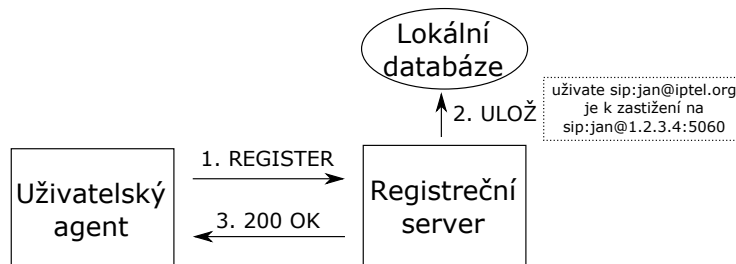 Lokální
databáze
uživate sip:jan@iptel.org
je k zastižení na
sip:jan@1.2.3.4:5060
2. ULOŽ
1. REGISTER
Uživatelský
agent
Registreční
server
3. 200 OK